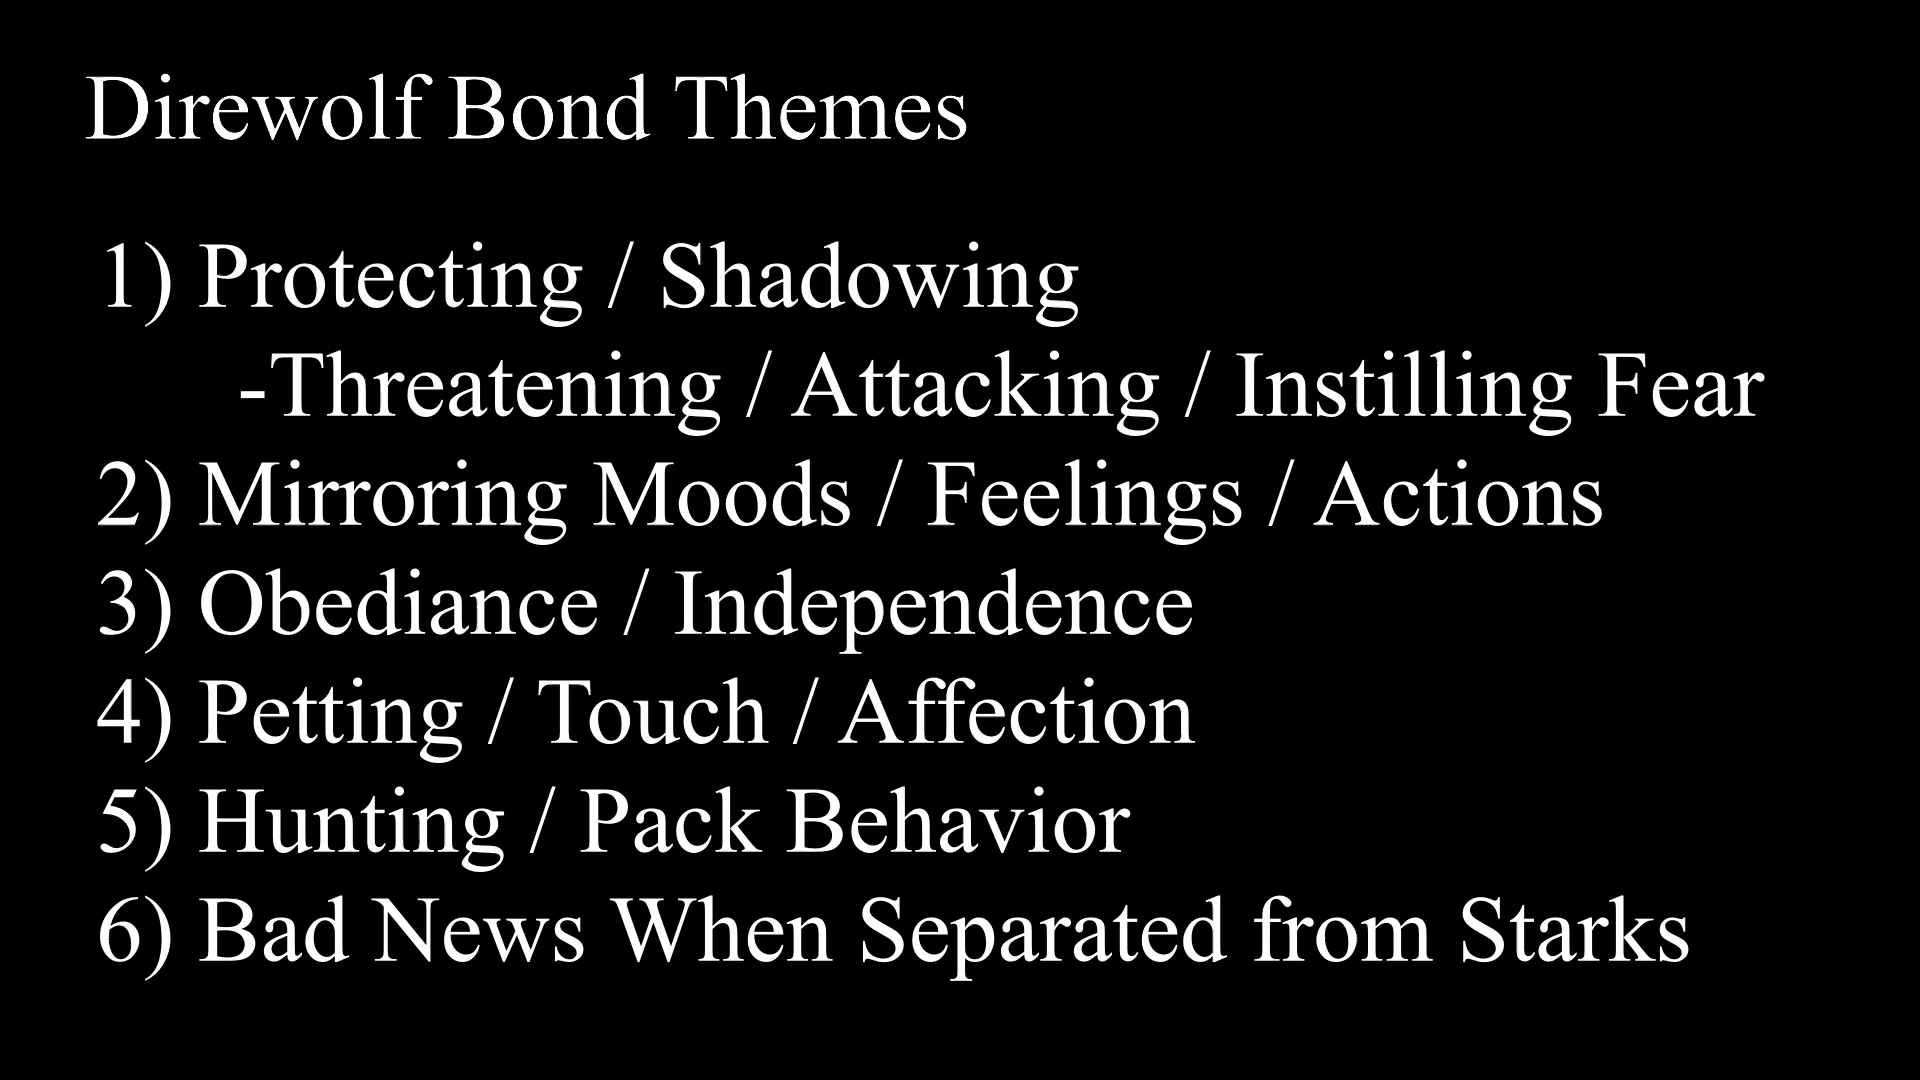 Direwolf Bond Themes
1) Protecting / Shadowing
-Threatening / Attacking / Instilling Fear
2) Mirroring Moods / Feelings / Actions
3) Obediance / Independence
4) Petting / Touch / Affection
5) Hunting / Pack Behavior
6) Bad News When Separated from Starks